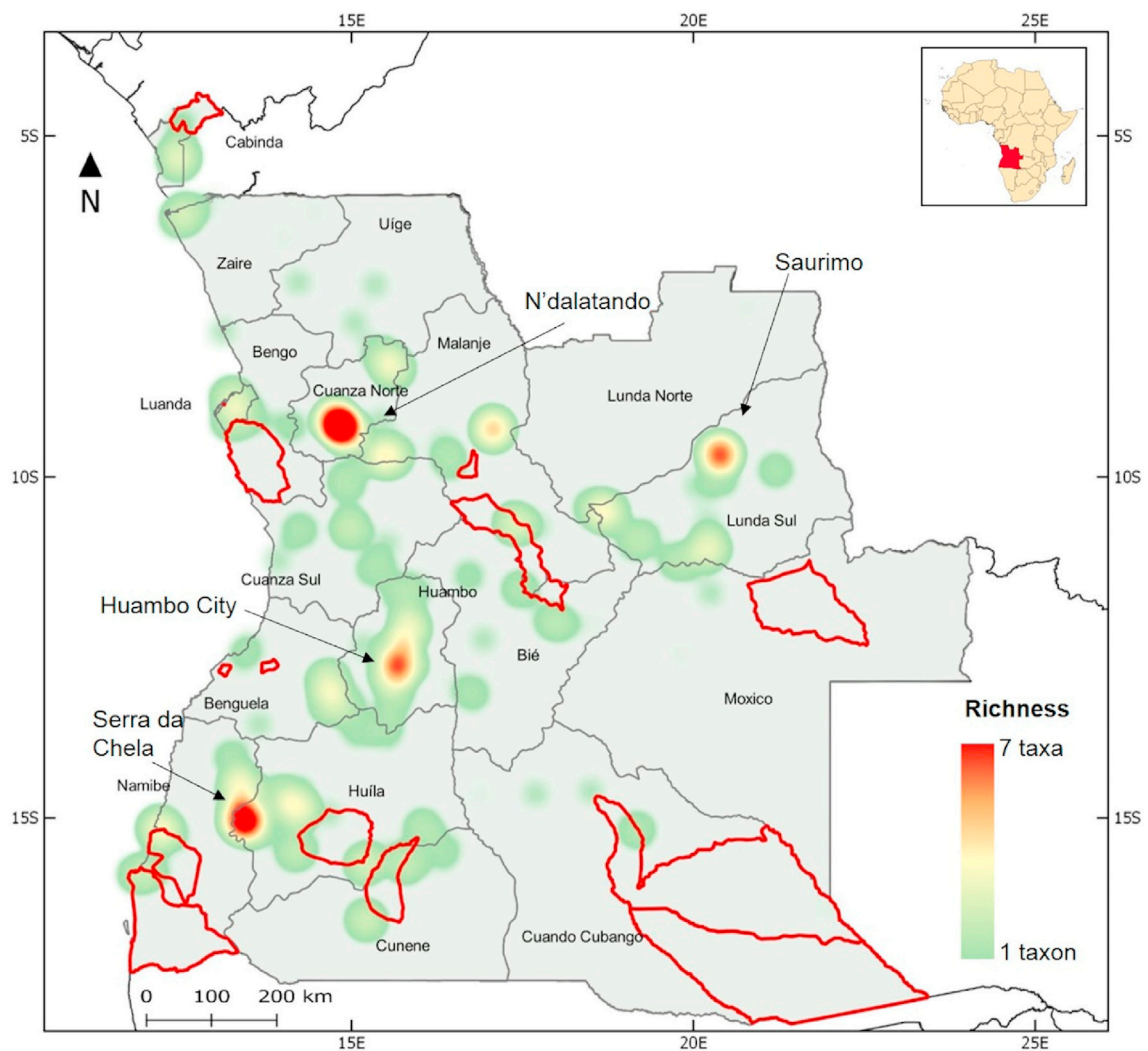 15E
20E
25E
5S
5S
Cabinda
N
Uíge
Zaire
Saurimo
N'dalatando
Malanje
Bengo
Lunda Norte
Cuanza Norte
Luanda
10S
10S
Lunda Sul
Cuanza Sul
Huambo
Huambo City
Bié
Moxico
Benguela
Richness
Serra da
Chela
7 taxa
Namibe
Huíla
15S
15S
Cuando Cubango
Cunene
1 taxon
0 100 200 km
15E
20E
25E